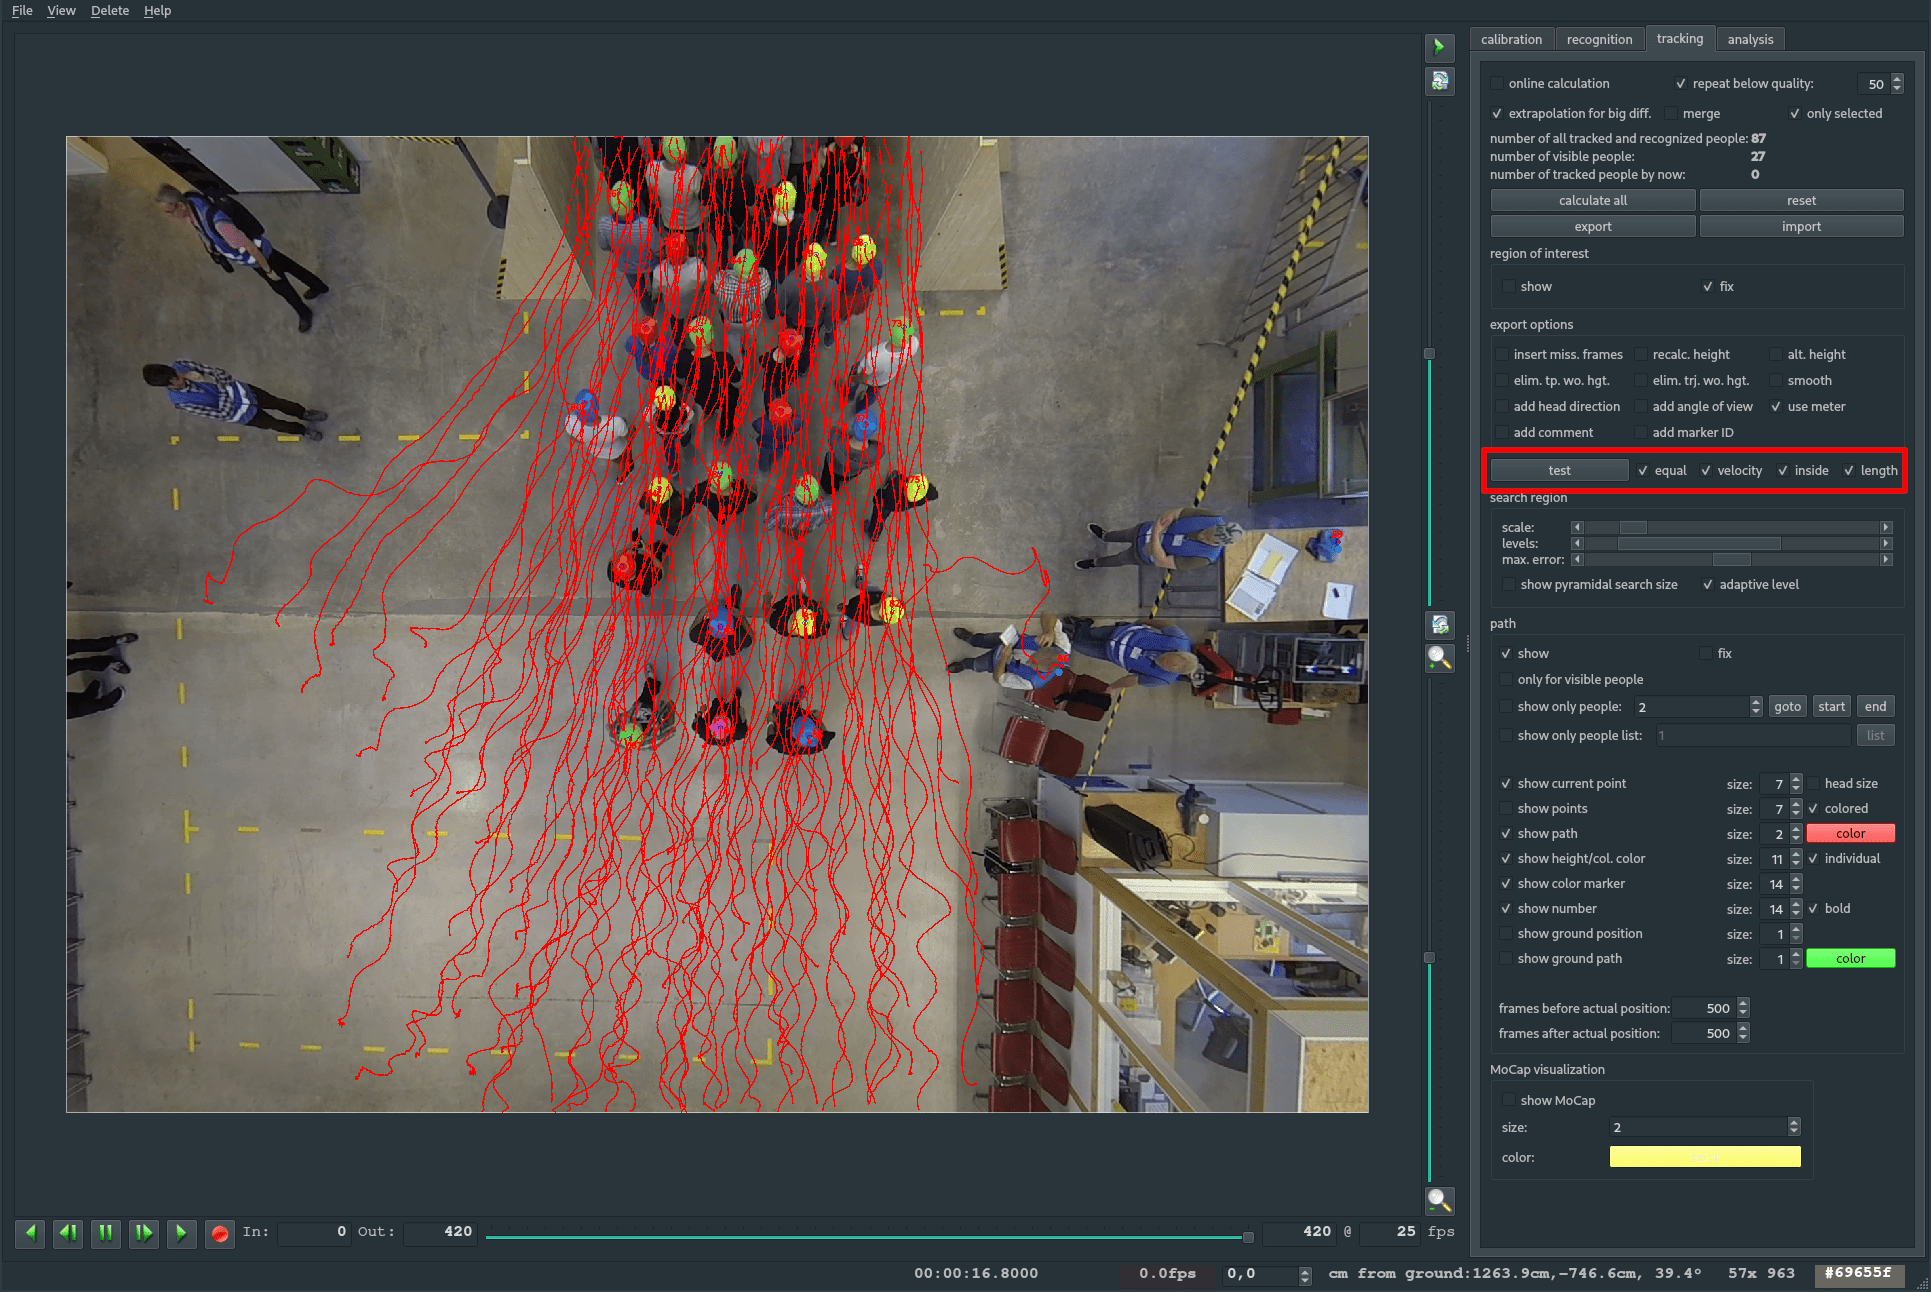 File View Delete Help
calibration recognition tracking analysis
online calculation repeat below quality: 50
extrapolation for big diff. merge only selected
number of all tracked and recognized people: 87
number of visible people: 27
number of tracked people by now: 0
calculate all reset
export import
region of interest
show fix
export options
insert miss. frames recalc. height alt. height
elim. tp. wo. hgt. elim. trj. wo. hgt. smooth
add head direction add angle of view use meter
add comment add marker ID
test equal velocity inside length
search region
scale:
levels:
max. error:
show pyramidal search size adaptive level
path
show fix
only for visible people
show only people: 2 goto start end
show only people list: 1 list
show current point size: 7 head size
show points size: 7 colored
show path size: 2 color
show height/col. color size: 11 individual
show color marker size: 14
show number size: 14 bold
show ground position size: 1
show ground path size: 1 color
frames before actual position: 500
frames after actual position: 500
MoCap visualization
show MoCap
size: 2
color:
In: 0 Out: 420 420 @ 25 fps
00:00:16.8000 0.0fps 0,0 cm from ground:1263.9cm,-746.6cm, 39.4° 57x 963 #69655f